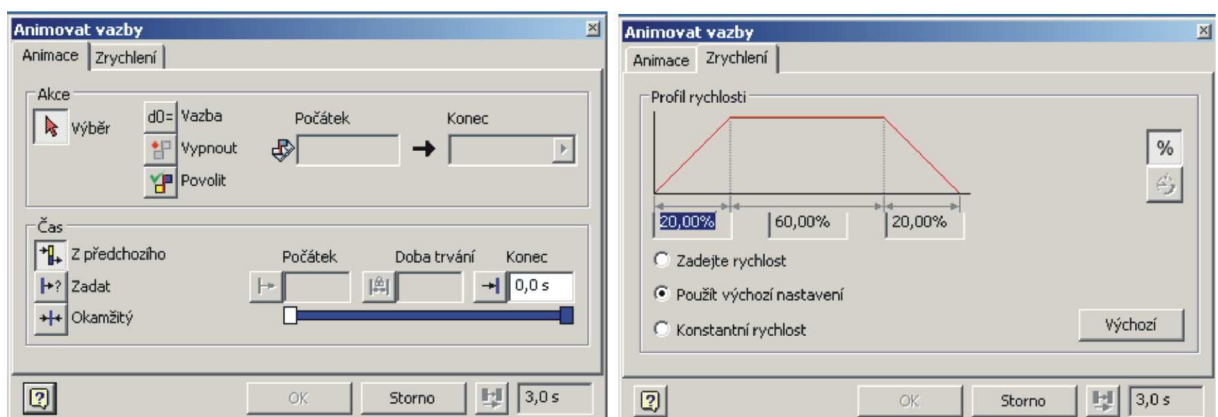 Animovat vazby
Animace Zrychlení
Akce
Výběr
d0= Vazba
Vypnout
Povolit
Počátek Konec
Čas
Z předchozího
->? Zadat
Okamžitý
Počátek Doba trvání Konec
0,0 s
OK Storno 3,0 s
Animovat vazby
Animace Zrychlení
Profil rychlosti
%
20,00% 60,00% 20,00%
Zadejte rychlost
Použít výchozí nastavení
Konstantní rychlost
Výchozí
OK Storno 3,0 s